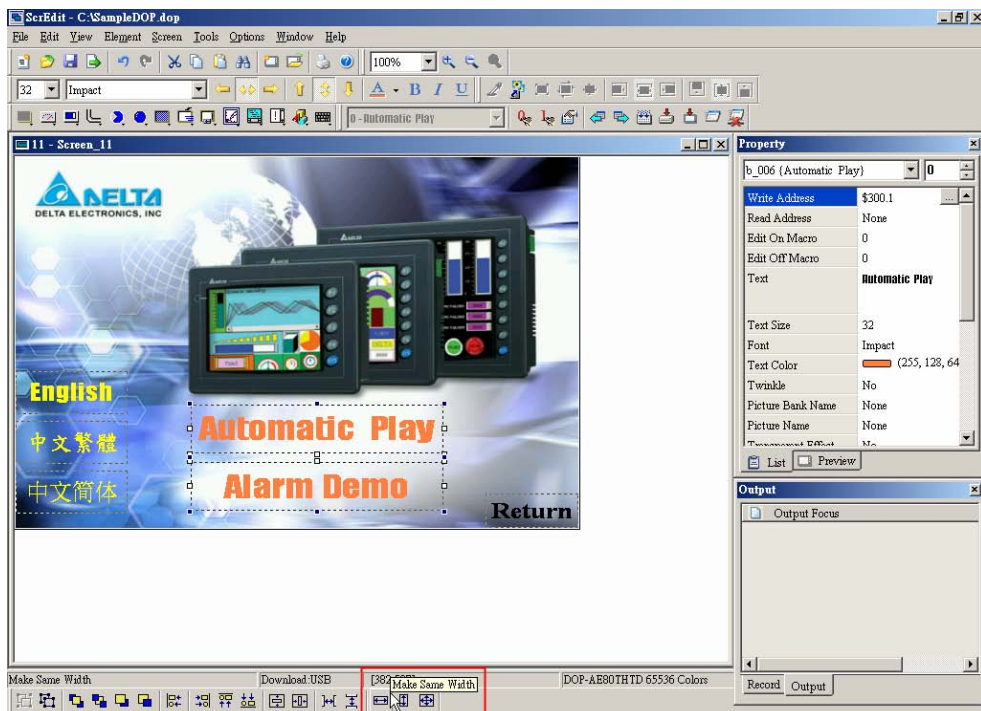 ScrEdit - C:\SampleDOP.dop
File Edit View Element Screen Tools Options Window Help
100%
32 Impact
A B I U
0 - Automatic Play
11 - Screen_11
DELTA
DELTA ELECTRONICS, INC
English
中文繁體
中文简体
Automatic Play
Alarm Demo
Return
Property
b_006 {Automatic Play} 0
Write Address $300.1 ...
Read Address None
Edit On Macro 0
Edit Off Macro 0
Text Automatic Play
Text Size 32
Font Impact
Text Color (255, 128, 64
Twinkle No
Picture Bank Name None
Picture Name None
Transparent Effect No
List Preview
Output
Output Focus
Record Output
Make Same Width Download:USB DOP-AE80THTD 65536 Colors
Make Same Width